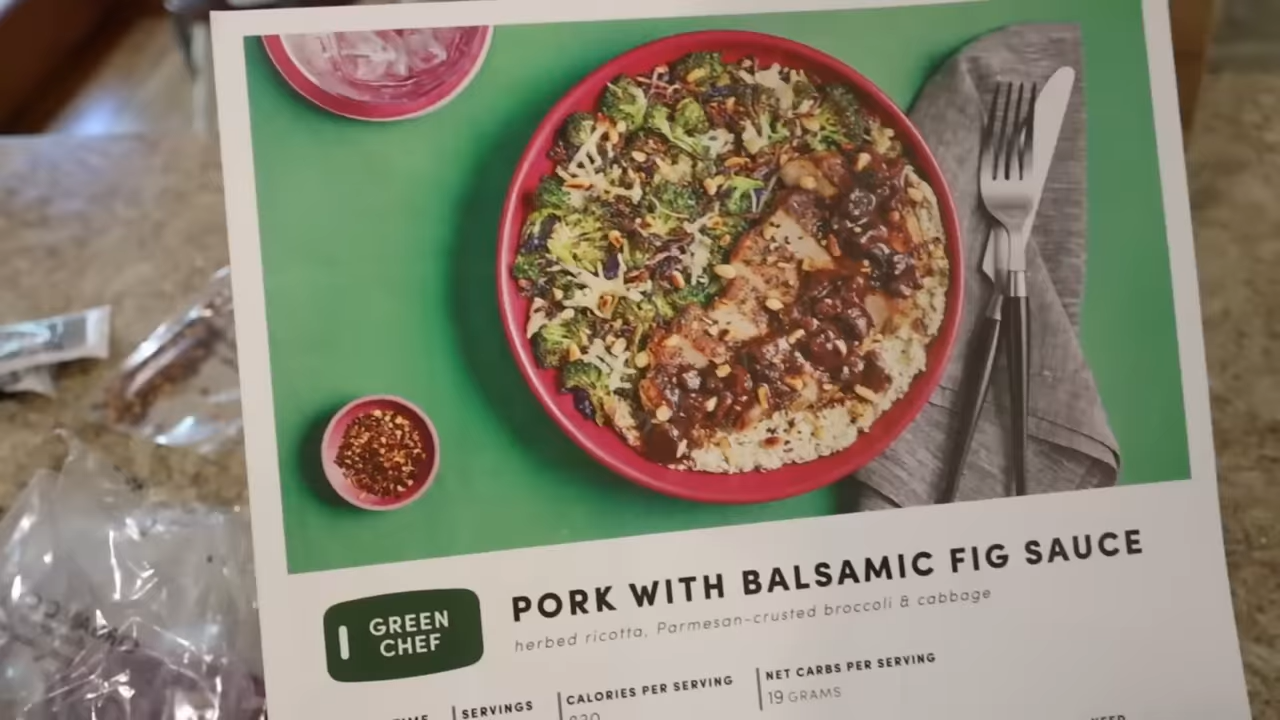 PORK WITH BALSAMIC FIG SAUCE
herbed ricotta, Parmesan-crusted broccoli & cabbage
GREEN
CHEF
SERVINGS
CALORIES PER SERVING
NET CARBS PER SERVING
19 GRAMS